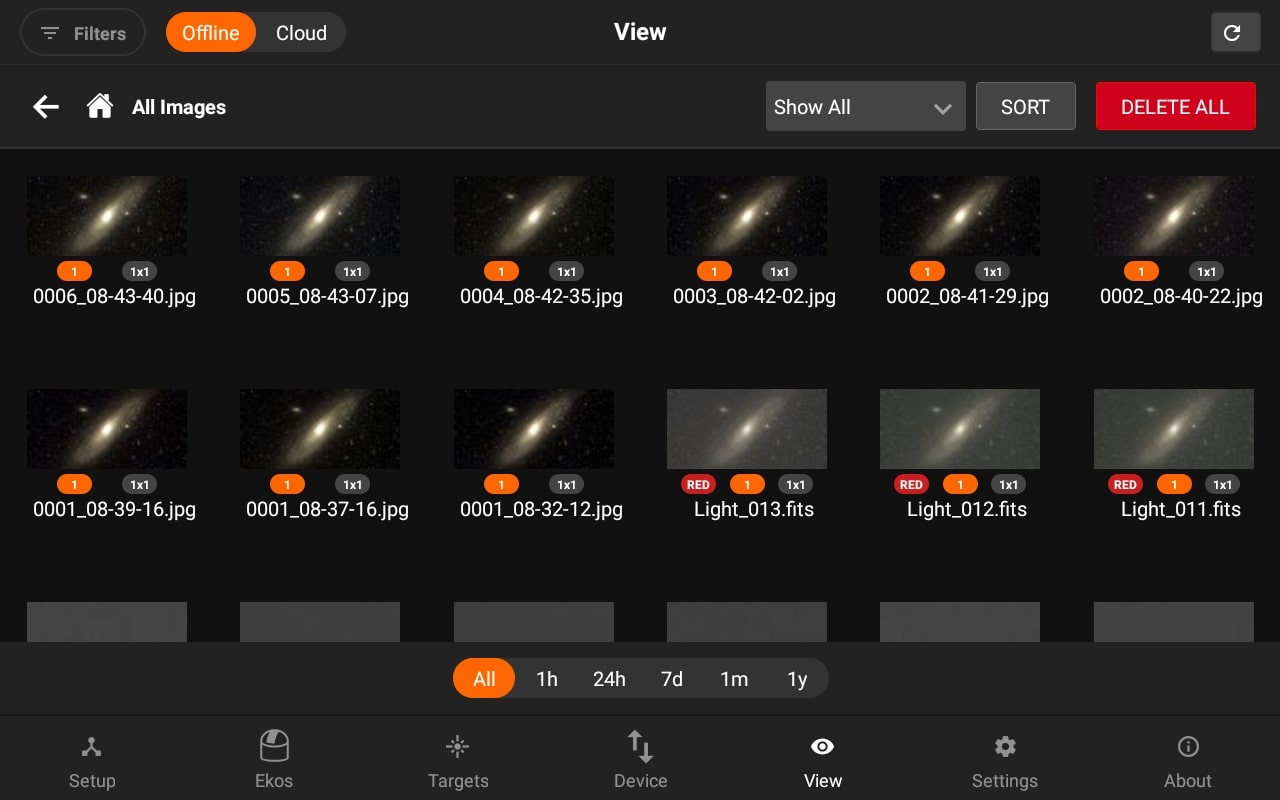 Filters Offline Cloud View
All Images Show All SORT DELETE ALL
1 1x1 1 1x1 1 1x1 1 1x1 1 1x1 1 1x1
0006_08-43-40.jpg 0005_08-43-07.jpg 0004_08-42-35.jpg 0003_08-42-02.jpg 0002_08-41-29.jpg 0002_08-40-22.jpg
1 1x1 1 1x1 1 1x1 RED 1 1x1 RED 1 1x1 RED 1 1x1
0001_08-39-16.jpg 0001_08-37-16.jpg 0001_08-32-12.jpg Light_013.fits Light_012.fits Light_011.fits
All 1h 24h 7d 1m 1y
Setup Ekos Targets Device View Settings About